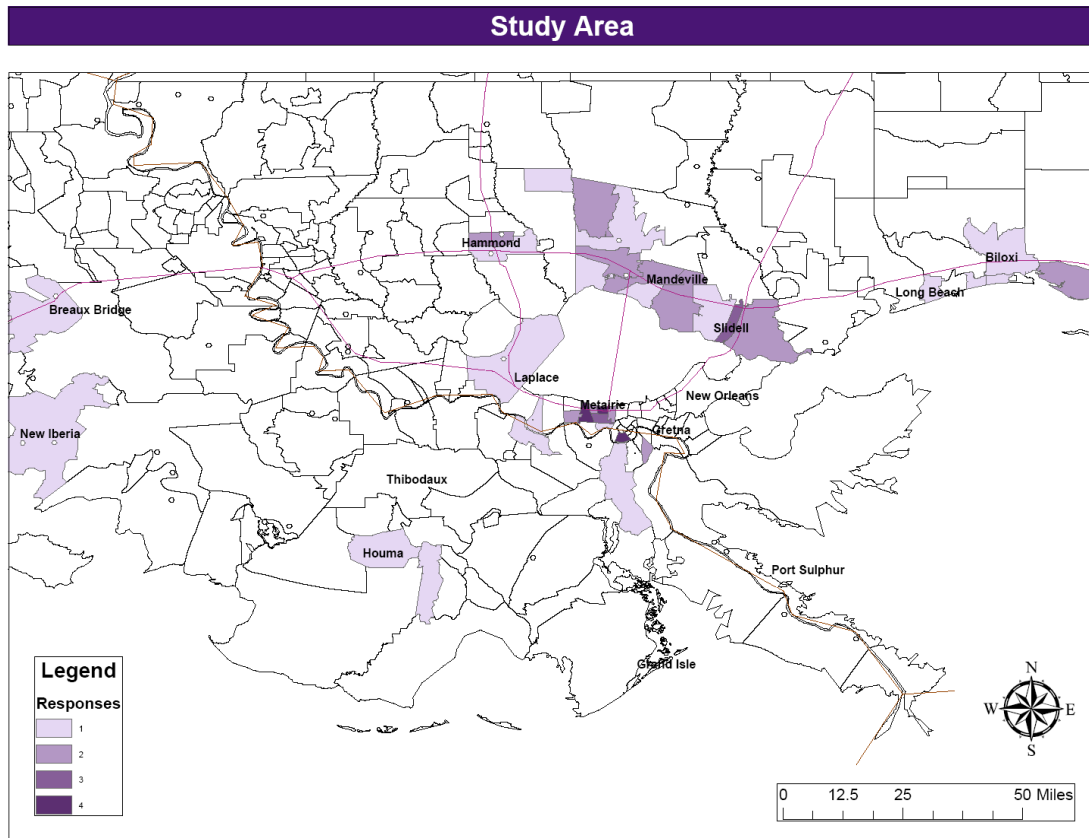 Study Area
Hammond
Biloxi
Mandeville
Long Beach
Breaux Bridge
Slidell
Laplace
New Orleans
Metairie
Gretna
New Iberia
Thibodaux
Houma
Port Sulphur
Grand Isle
Legend
Responses
1
2
3
4
N
W E
S
0 12.5 25 50 Miles